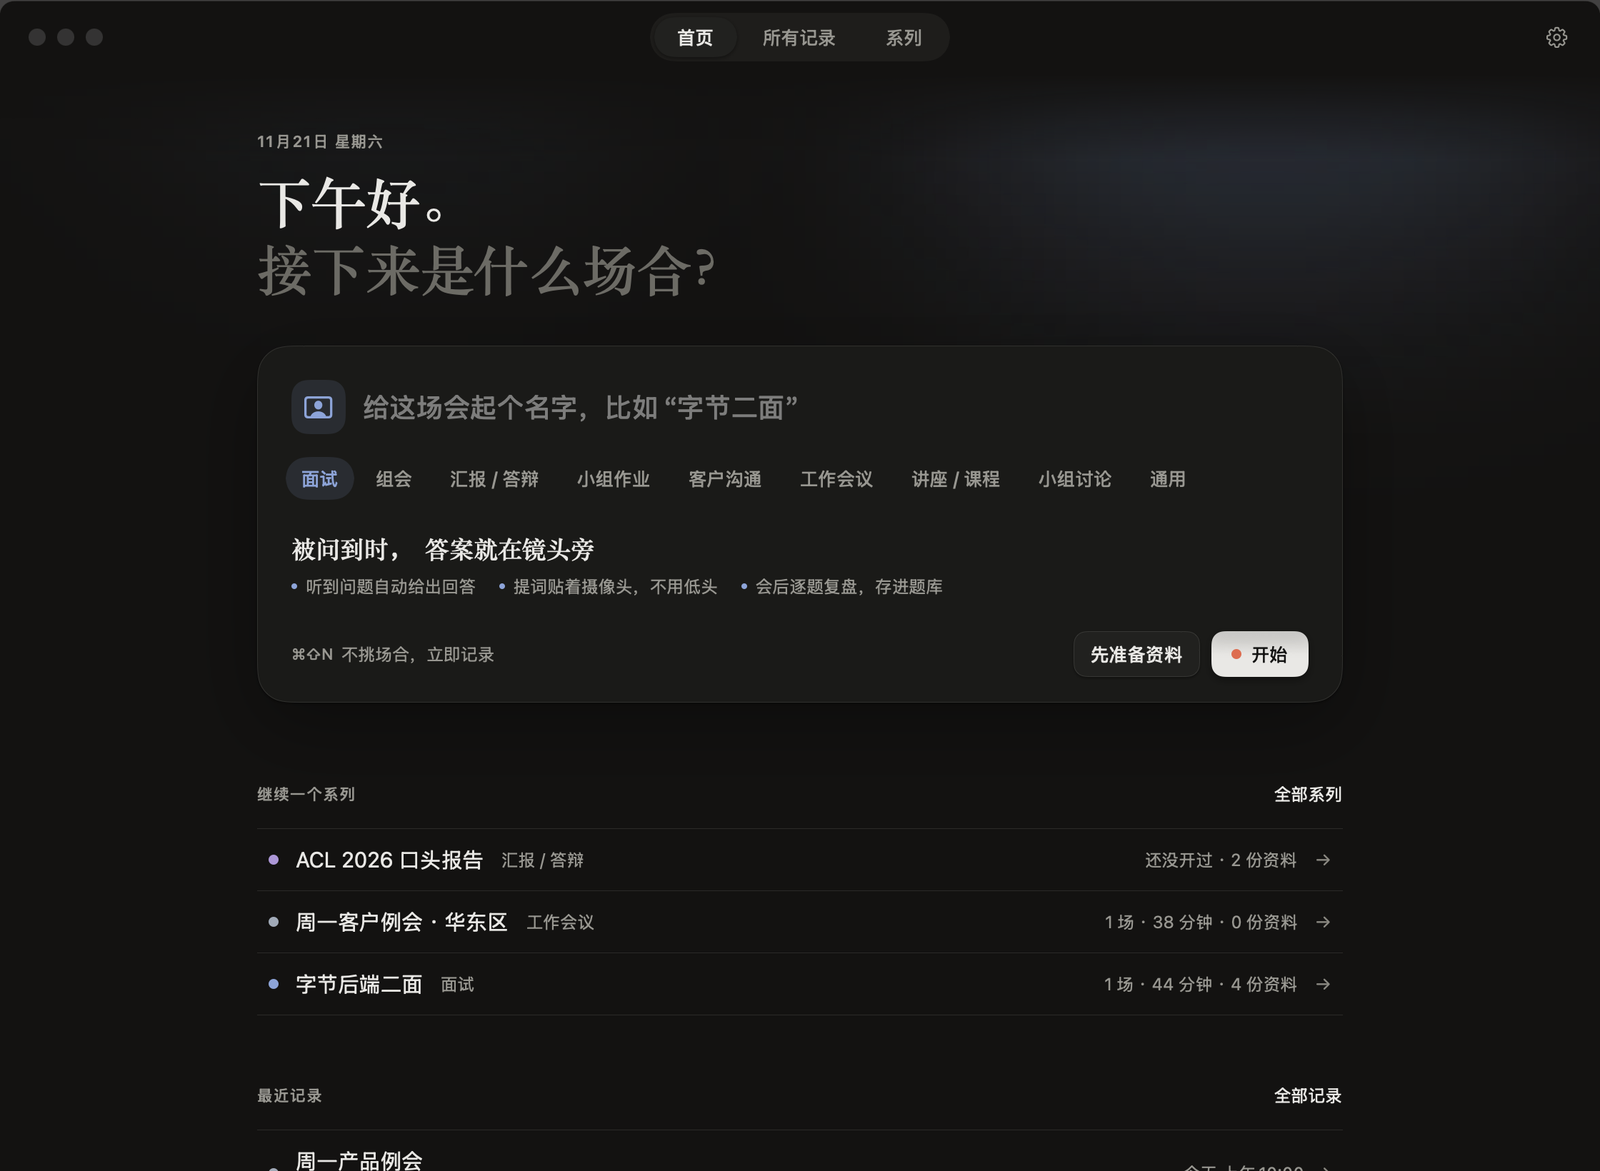 首页 所有记录 系列
11月21日 星期六
下午好。
接下来是什么场合?
给这场会起个名字，比如 “字节二面”
面试 组会 汇报 / 答辩 小组作业 客户沟通 工作会议 讲座 / 课程 小组讨论 通用
被问到时， 答案就在镜头旁
听到问题自动给出回答 提词贴着摄像头，不用低头 会后逐题复盘，存进题库
⌘⇧N 不挑场合，立即记录 先准备资料 开始
继续一个系列 全部系列
ACL 2026 口头报告 汇报 / 答辩 还没开过 · 2 份资料 →
周一客户例会 · 华东区 工作会议 1 场 · 38 分钟 · 0 份资料 →
字节后端二面 面试 1 场 · 44 分钟 · 4 份资料 →
最近记录 全部记录
周一产品例会